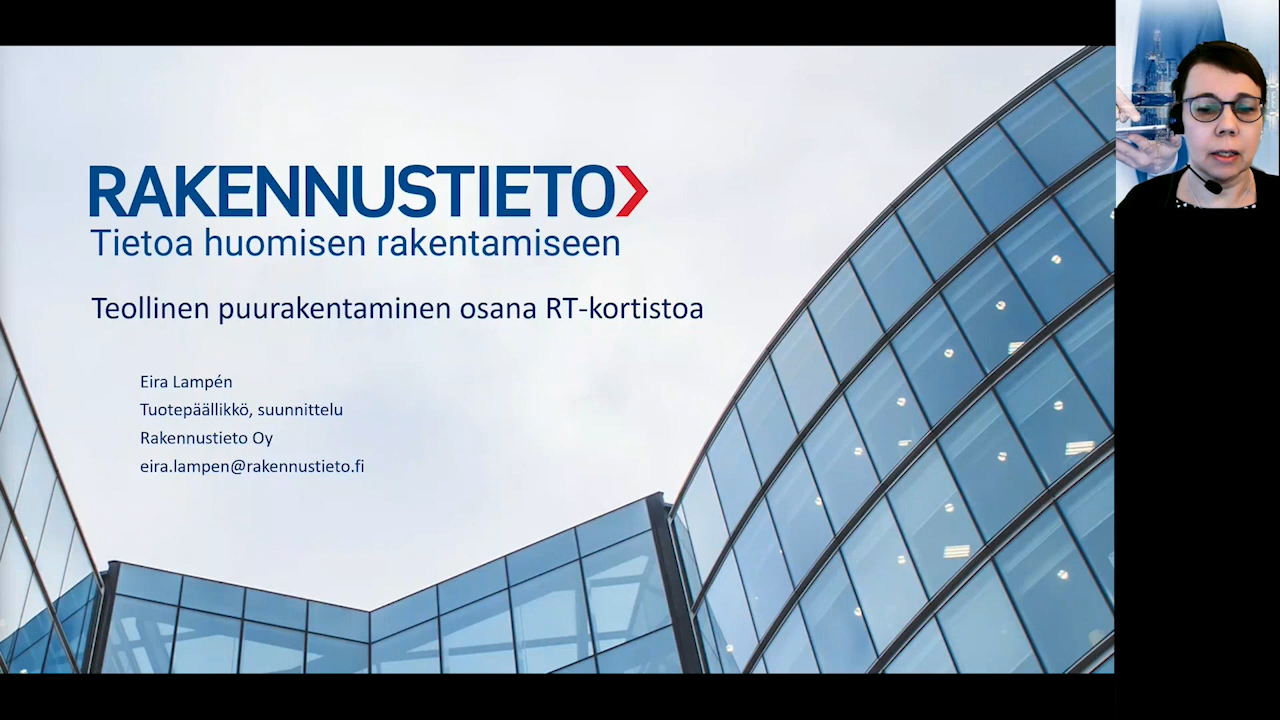 RAKENNUSTIETO
Tietoa huomisen rakentamiseen
Teollinen puurakentaminen osana RT-kortistoa
Eira Lampén
Tuotepäällikkö, suunnittelu
Rakennustieto Oy
eira.lampen@rakennustieto.fi